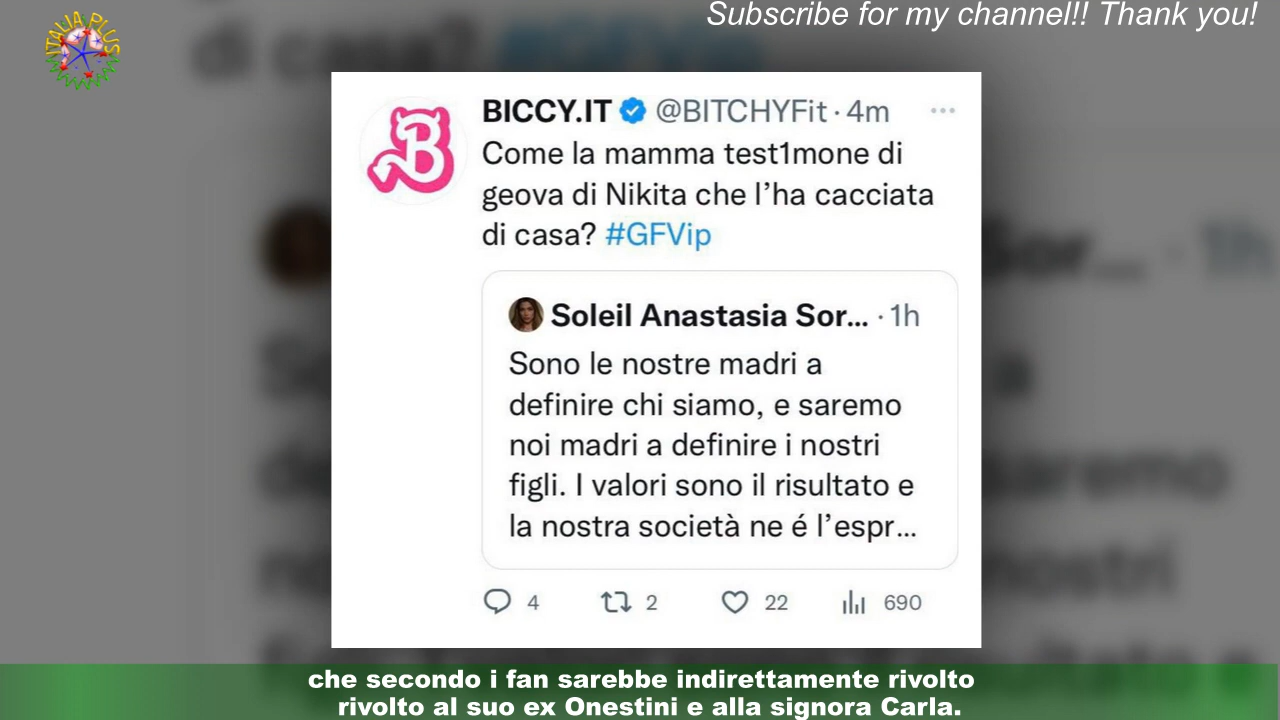 Subscribe for my channel!! Thank you!
ITALIA PLUS
BICCY.IT @BITCHYFit · 4m
Come la mamma test1mone di
geova di Nikita che l’ha cacciata
di casa? #GFVip
Soleil Anastasia Sor... · 1h
Sono le nostre madri a
definire chi siamo, e saremo
noi madri a definire i nostri
figli. I valori sono il risultato e
la nostra società ne é l’espr...
4 2 22 690
che secondo i fan sarebbe indirettamente rivolto
rivolto al suo ex Onestini e alla signora Carla.